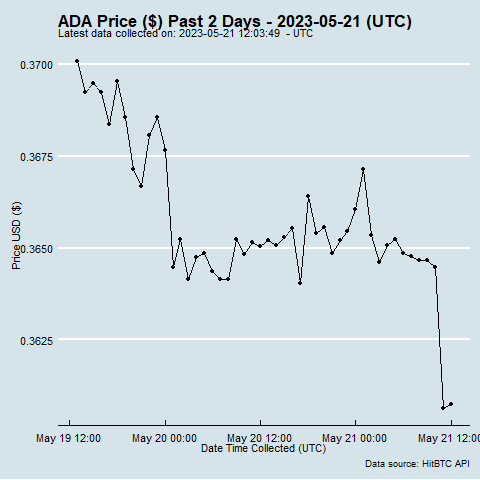 ADA Price ($) Past 2 Days - 2023-05-21 (UTC)
Latest data collected on: 2023-05-21 12:03:49 - UTC
0.3700
0.3675
0.3650
0.3625
Price USD ($)
May 19 12:00 May 20 00:00 May 20 12:00 May 21 00:00 May 21 12:00
Date Time Collected (UTC)
Data source: HitBTC API